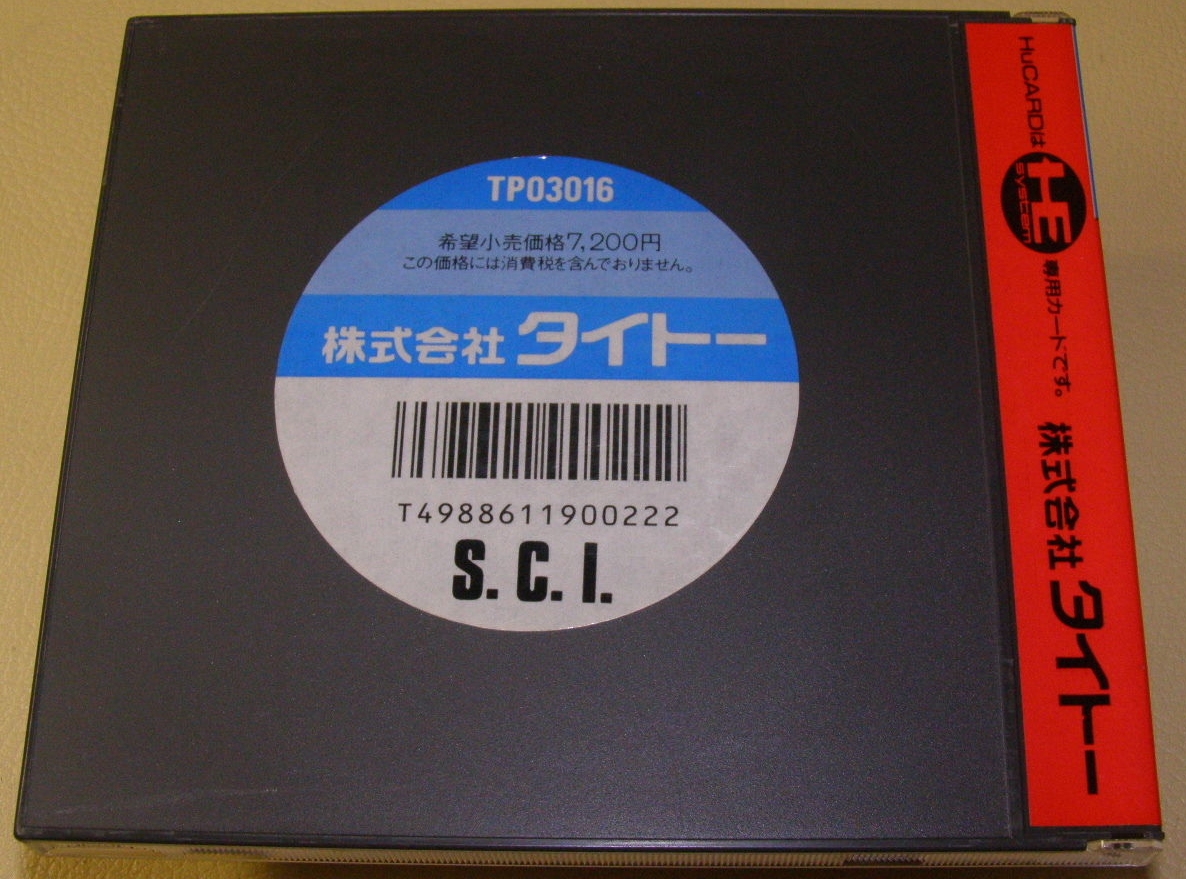 TP03016
希望小売価格7,200円
この価格には消費税を含んでおりません。
株式会社タイトー
T4988611900222
S.C.I.
HuCARDは HE SYSTEM 専用カードです。 株式会社タイトー